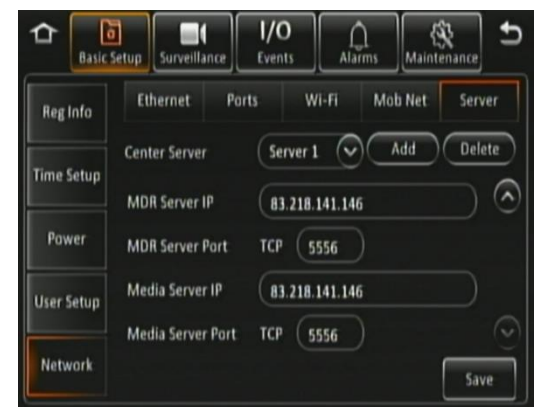 Basic Setup
Surveillance
I/O
Events
Alarms
Maintenance
Reg Info
Time Setup
Power
User Setup
Network
Ethernet
Ports
Wi-Fi
Mob Net
Server
Center Server
Server 1
Add
Delete
MDR Server IP
83.218.141.146
MDR Server Port
TCP
5556
Media Server IP
83.218.141.146
Media Server Port
TCP
5556
Save